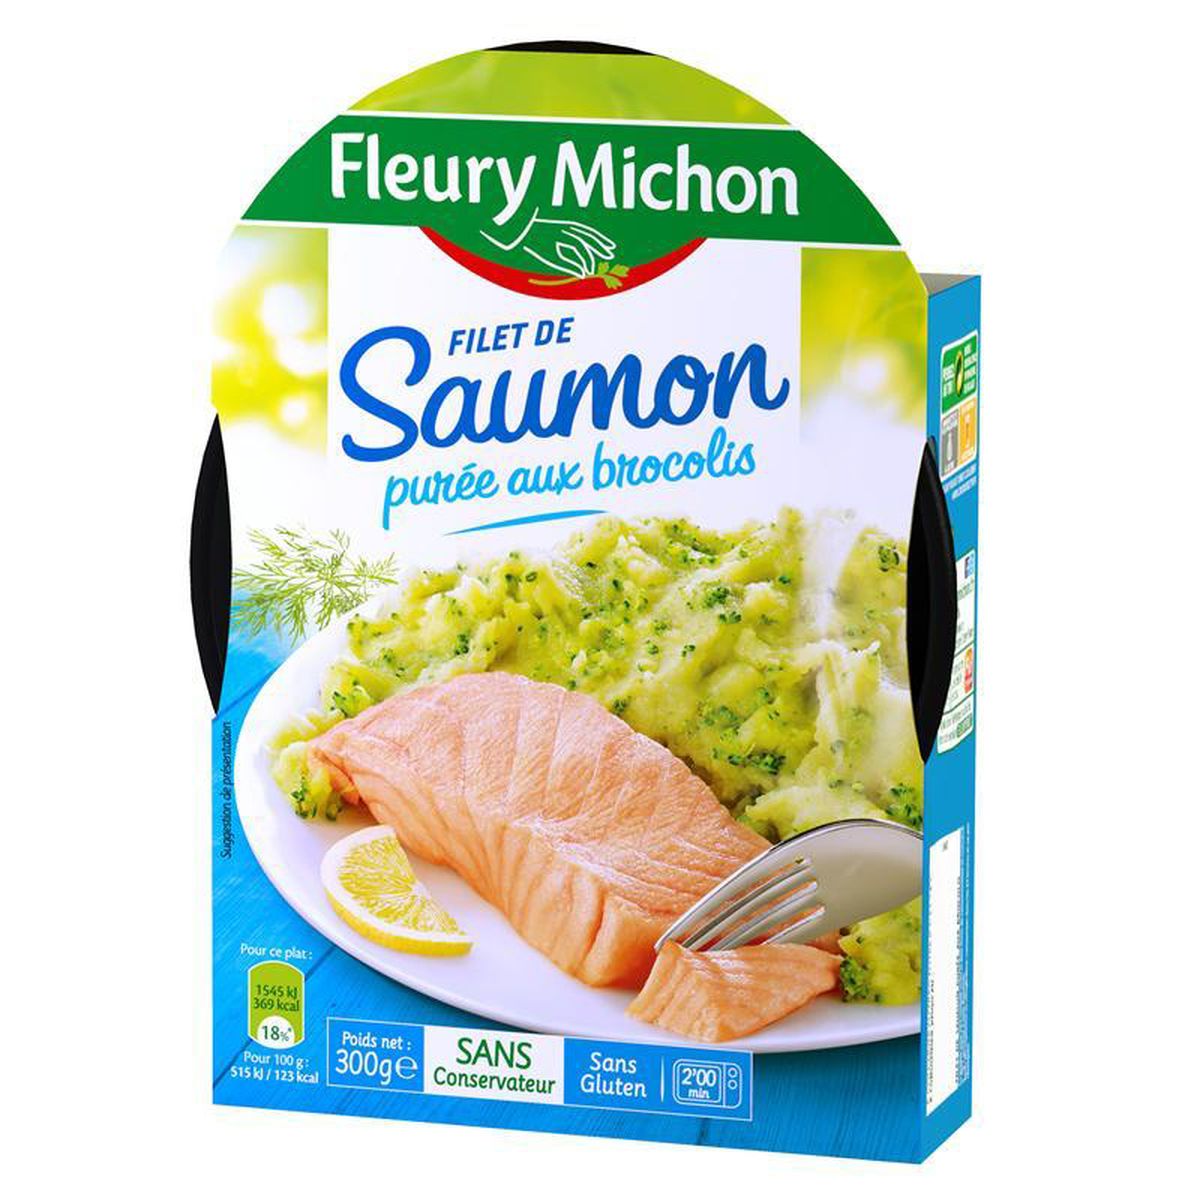 Fleury Michon
FILET DE
Saumon
purée aux brocolis
Suggestion de présentation
Pour ce plat :
1545 kJ
369 kcal
18%*
Pour 100 g :
515 kJ / 123 kcal
Poids net :
300g e
SANS
Conservateur
Sans
Gluten
2'00
min